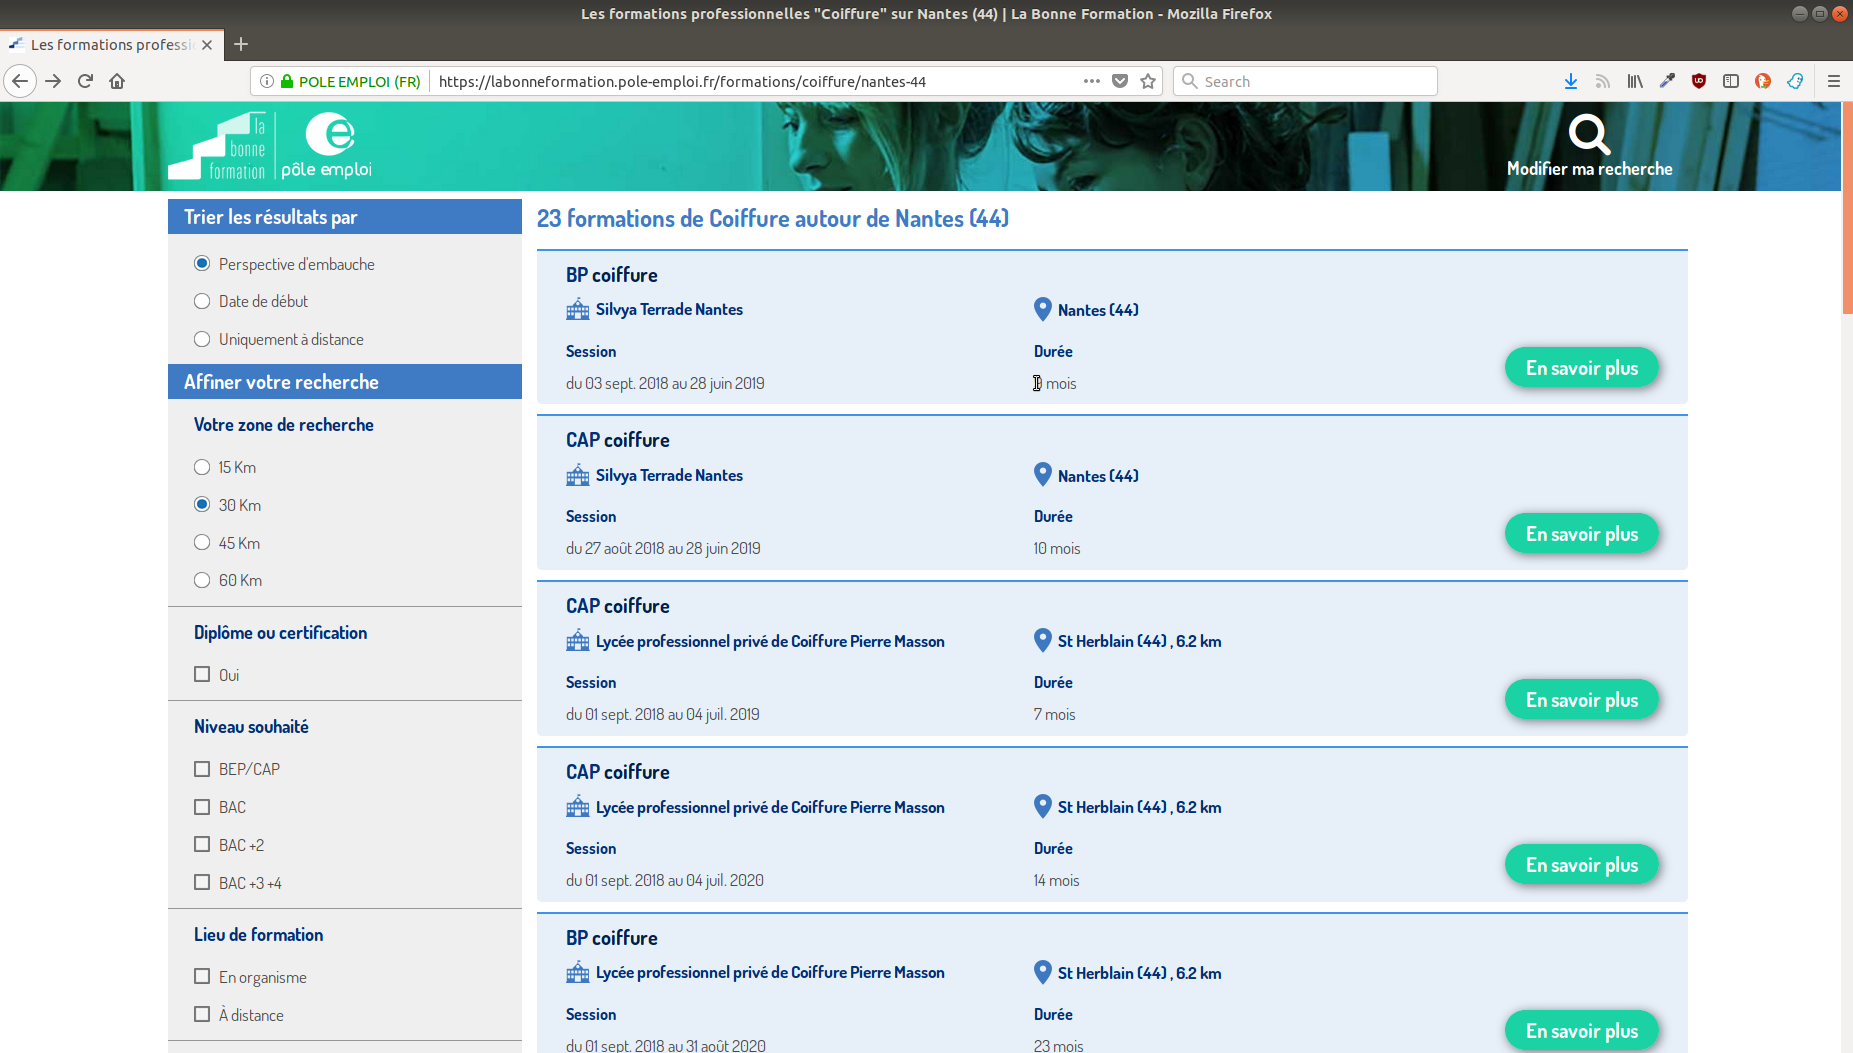 Les formations professionnelles "Coiffure" sur Nantes (44) | La Bonne Formation - Mozilla Firefox
Les formations professi
POLE EMPLOI (FR)
https://labonneformation.pole-emploi.fr/formations/coiffure/nantes-44
Search
la
bonne
formation
pôle emploi
Modifier ma recherche
Trier les résultats par
Perspective d'embauche
Date de début
Uniquement à distance
Affiner votre recherche
Votre zone de recherche
15 Km
30 Km
45 Km
60 Km
Diplôme ou certification
Oui
Niveau souhaité
BEP/CAP
BAC
BAC +2
BAC +3 +4
Lieu de formation
En organisme
À distance
23 formations de Coiffure autour de Nantes (44)
BP coiffure
Silvya Terrade Nantes
Nantes (44)
Session
Durée
du 03 sept. 2018 au 28 juin 2019
mois
En savoir plus
CAP coiffure
Silvya Terrade Nantes
Nantes (44)
Session
Durée
du 27 août 2018 au 28 juin 2019
10 mois
En savoir plus
CAP coiffure
Lycée professionnel privé de Coiffure Pierre Masson
St Herblain (44) , 6.2 km
Session
Durée
du 01 sept. 2018 au 04 juil. 2019
7 mois
En savoir plus
CAP coiffure
Lycée professionnel privé de Coiffure Pierre Masson
St Herblain (44) , 6.2 km
Session
Durée
du 01 sept. 2018 au 04 juil. 2020
14 mois
En savoir plus
BP coiffure
Lycée professionnel privé de Coiffure Pierre Masson
St Herblain (44) , 6.2 km
Session
Durée
du 01 sept. 2018 au 31 août 2020
23 mois
En savoir plus